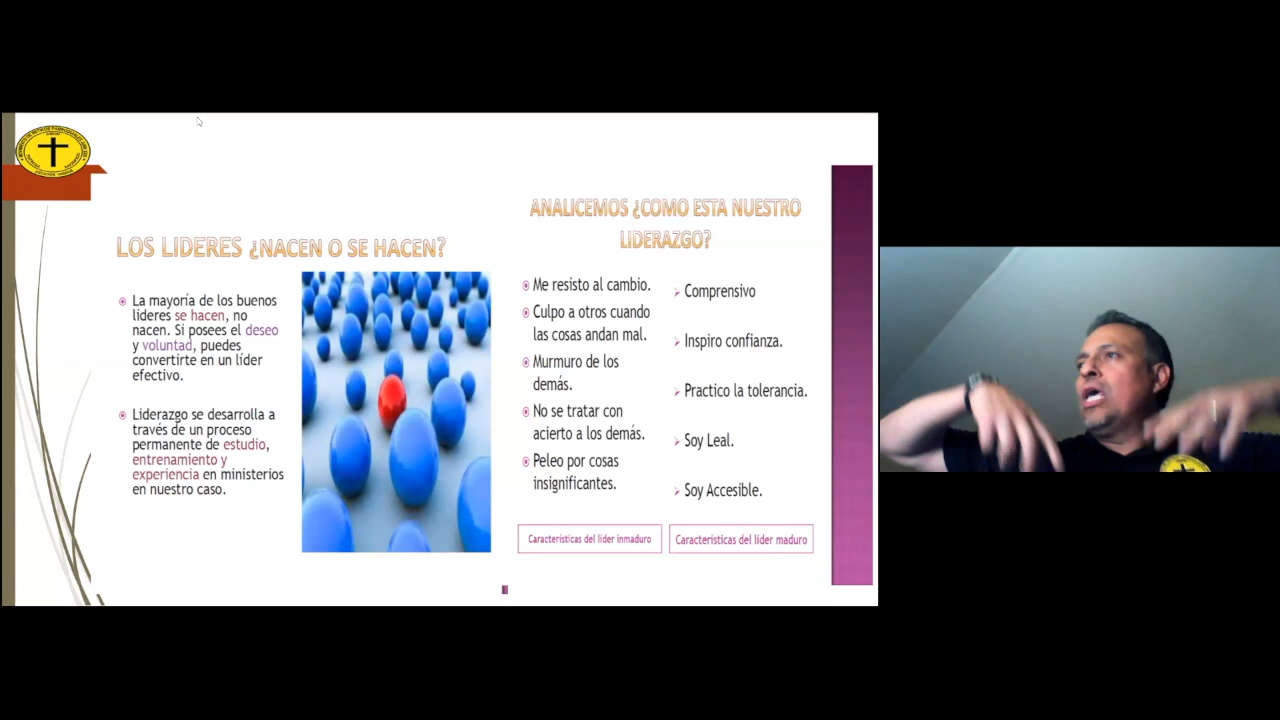 LOS LIDERES ¿NACEN O SE HACEN?
La mayoría de los buenos
lideres se hacen, no
nacen. Si posees el deseo
y voluntad, puedes
convertirte en un líder
efectivo.
Liderazgo se desarrolla a
través de un proceso
permanente de estudio,
entrenamiento y
experiencia en ministerios
en nuestro caso.
ANALICEMOS ¿COMO ESTA NUESTRO
LIDERAZGO?
Me resisto al cambio.
Culpo a otros cuando
las cosas andan mal.
Murmuro de los
demás.
No se tratar con
acierto a los demás.
Peleo por cosas
insignificantes.
Características del líder inmaduro
Comprensivo
Inspiro confianza.
Practico la tolerancia.
Soy Leal.
Soy Accesible.
Características del líder maduro